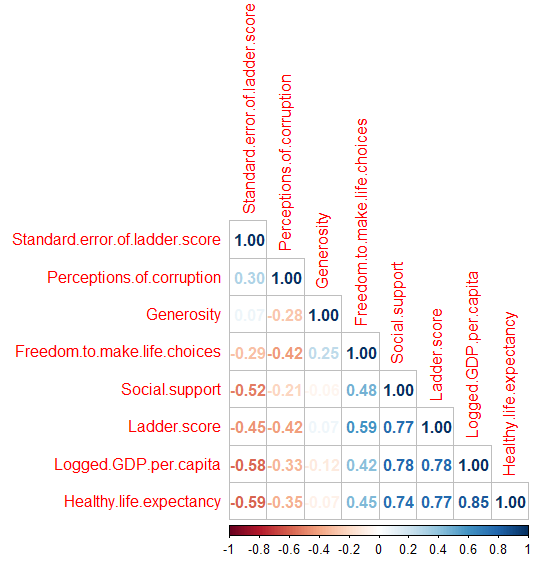 Standard.error.of.ladder.score
Perceptions.of.corruption
Generosity
Freedom.to.make.life.choices
Social.support
Ladder.score
Logged.GDP.per.capita
Healthy.life.expectancy
Standard.error.of.ladder.score 1.00
Perceptions.of.corruption 0.30 1.00
Generosity 0.07 -0.28 1.00
Freedom.to.make.life.choices -0.29 -0.42 0.25 1.00
Social.support -0.52 -0.21 -0.06 0.48 1.00
Ladder.score -0.45 -0.42 0.07 0.59 0.77 1.00
Logged.GDP.per.capita -0.58 -0.33 -0.12 0.42 0.78 0.78 1.00
Healthy.life.expectancy -0.59 -0.35 -0.07 0.45 0.74 0.77 0.85 1.00
-1 -0.8 -0.6 -0.4 -0.2 0 0.2 0.4 0.6 0.8 1